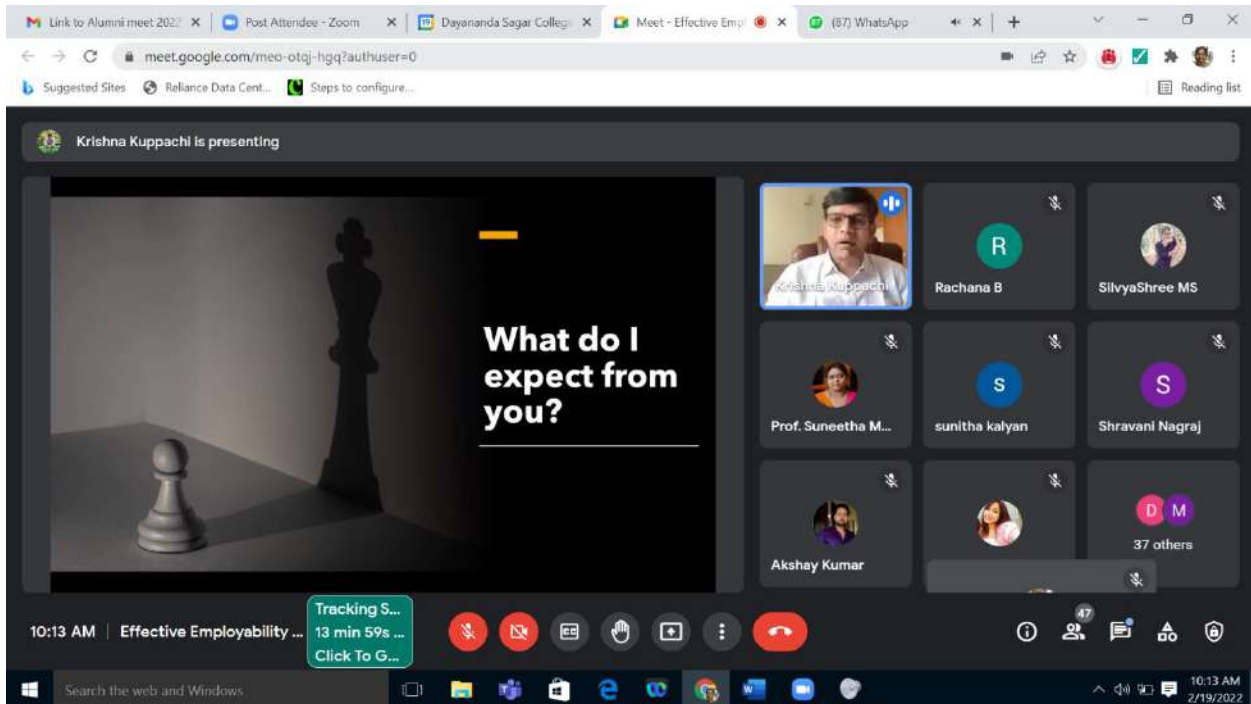 Link to Alumni meet 202
Post Attendee - Zoom
Dayananda Sagar Colleg
Meet - Effective Emp
(87) WhatsApp
meet.google.com/meo-otqj-hgq?authuser=0
Suggested Sites
Reliance Data Cent...
Steps to configure...
Reading list
Krishna Kuppachi is presenting
What do I
expect from
you?
Krishna Kuppachi
R
Rachana B
SilvyaShree MS
Prof. Suneetha M...
s
sunitha kalyan
S
Shravani Nagraj
Akshay Kumar
D M
37 others
10:13 AM | Effective Employability ...
Tracking S...
13 min 59s ...
Click To G...
CC
47
Search the web and Windows
10:13 AM
2/19/2022